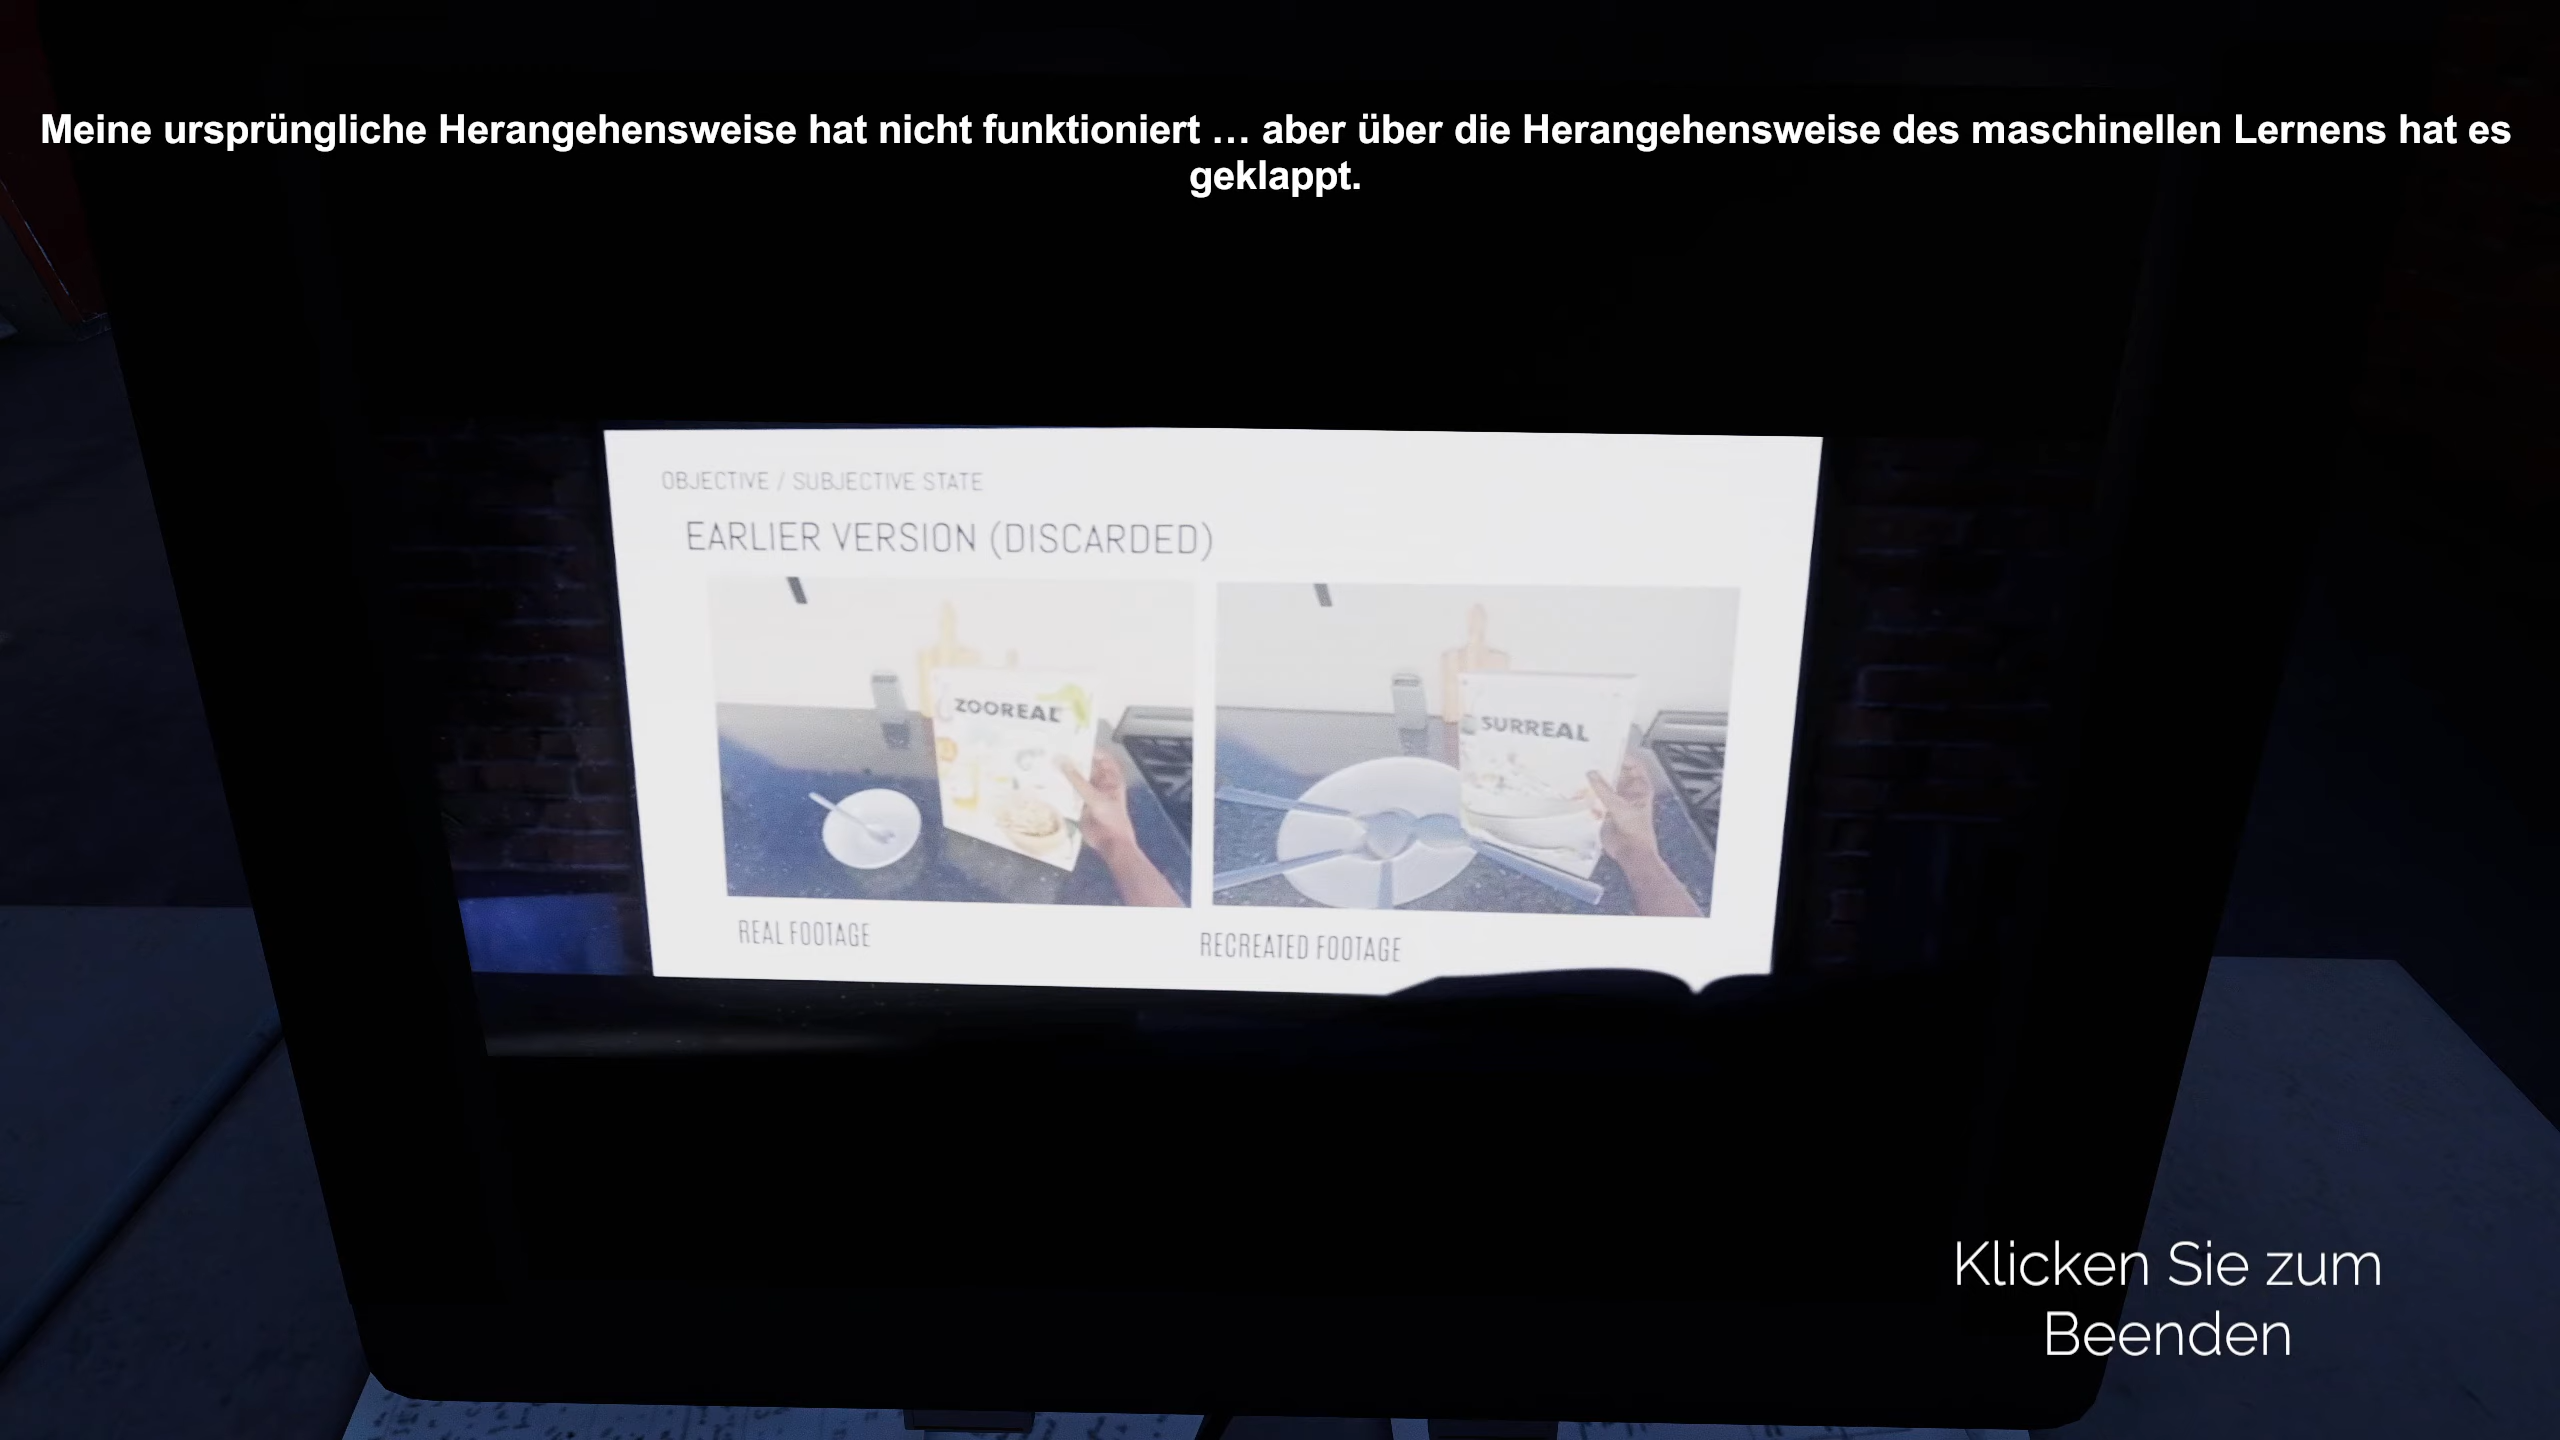 Meine ursprüngliche Herangehensweise hat nicht funktioniert … aber über die Herangehensweise des maschinellen Lernens hat es
geklappt.
OBJECTIVE / SUBJECTIVE STATE
EARLIER VERSION (DISCARDED)
ZOOREAL
SURREAL
REAL FOOTAGE
RECREATED FOOTAGE
Klicken Sie zum
Beenden